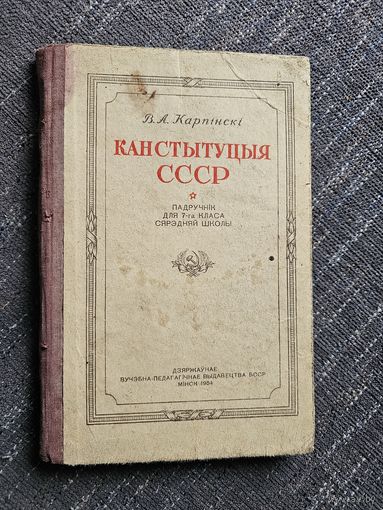 В. А. Карпінскі
КАНСТЫТУЦЫЯ
СССР
ПАДРУЧНІК
ДЛЯ 7-га КЛАСА
СЯРЭДНЯЙ ШКОЛЫ
ДЗЯРЖАЎНАЕ
ВУЧЭБНА-ПЕДАГАГІЧНАЕ ВЫДАВЕЦТВА БССР
МІНСК 1954